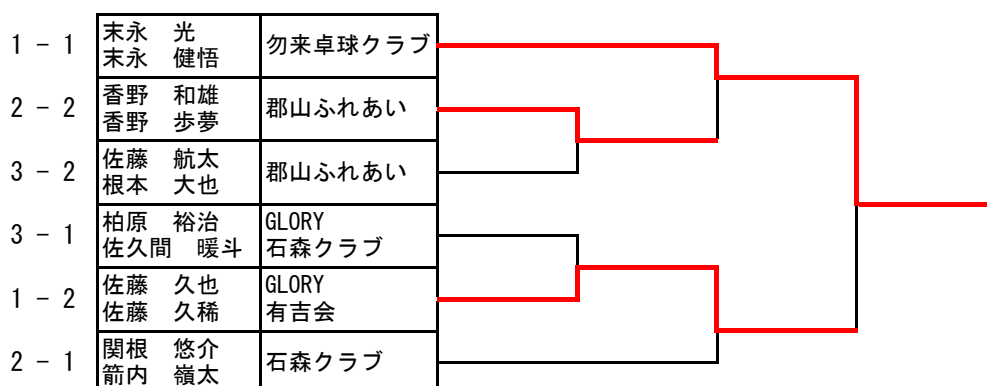 1 - 1
末永　光
末永　健悟
勿来卓球クラブ
2 - 2
香野　和雄
香野　歩夢
郡山ふれあい
3 - 2
佐藤　航太
根本　大也
郡山ふれあい
3 - 1
柏原　裕治
佐久間　暖斗
GLORY
石森クラブ
1 - 2
佐藤　久也
佐藤　久稀
GLORY
有吉会
2 - 1
関根　悠介
箭内　嶺太
石森クラブ